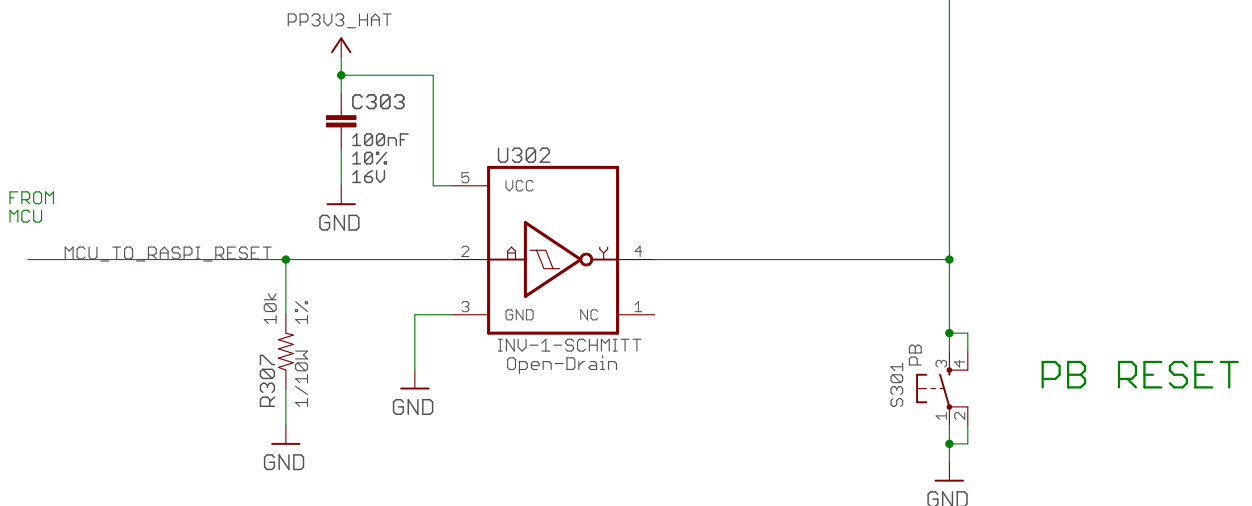 PP3V3_HAT
C303
100nF
10%
16V
GND
FROM
MCU
MCU_TO_RASPI_RESET
R307
10k
1%
1/10W
GND
U302
5
VCC
2
A
Y
4
3
GND
NC
1
INV-1-SCHMITT
Open-Drain
GND
S301
PB
3
4
1
2
GND
PB RESET